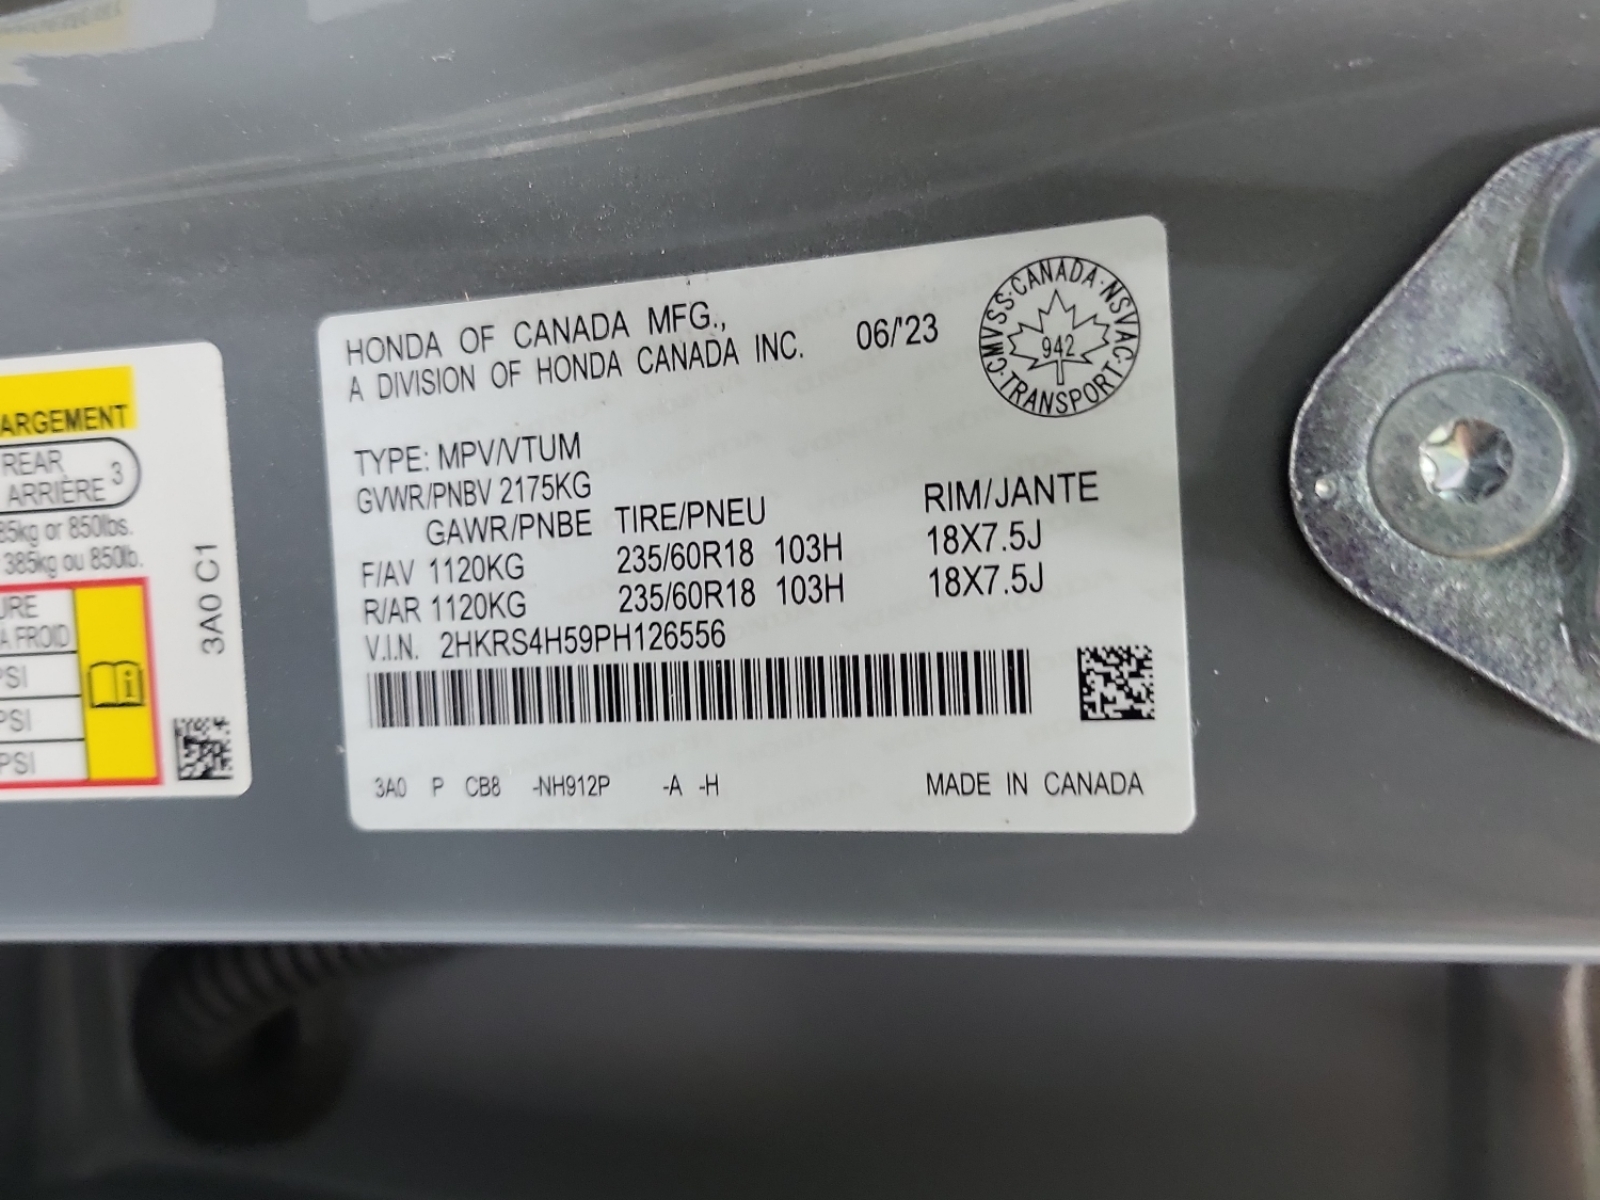 ARGEMENT
REAR
ARRIÈRE 3
85kg or 850lbs.
385kg ou 850lb.
URE
A FROID
PSI
PSI
PSI
3A0 C1
HONDA OF CANADA MFG.,
A DIVISION OF HONDA CANADA INC.
06/'23
CMVSS·CANADA·NSVAC·TRANSPORT·
942
TYPE: MPV/VTUM
GVWR/PNBV 2175KG
GAWR/PNBE TIRE/PNEU RIM/JANTE
F/AV 1120KG 235/60R18 103H 18X7.5J
R/AR 1120KG 235/60R18 103H 18X7.5J
V.I.N. 2HKRS4H59PH126556
3A0 P CB8 -NH912P -A -H MADE IN CANADA